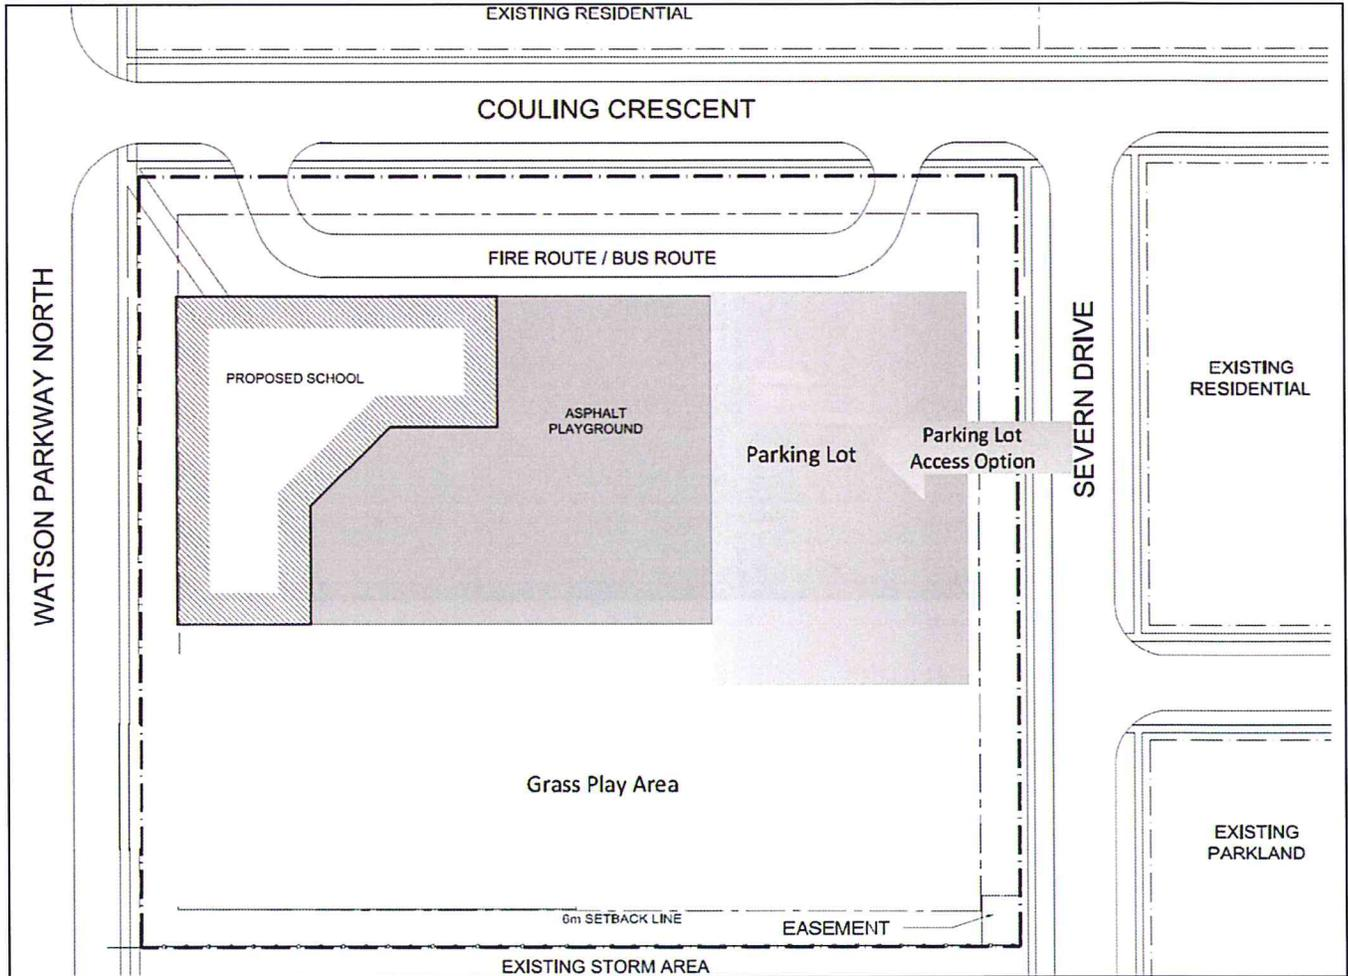 EXISTING RESIDENTIAL
COULING CRESCENT
FIRE ROUTE / BUS ROUTE
WATSON PARKWAY NORTH
PROPOSED SCHOOL
ASPHALT
PLAYGROUND
Parking Lot
Parking Lot
Access Option
SEVERN DRIVE
EXISTING
RESIDENTIAL
Grass Play Area
EXISTING
PARKLAND
6m SETBACK LINE
EASEMENT
EXISTING STORM AREA